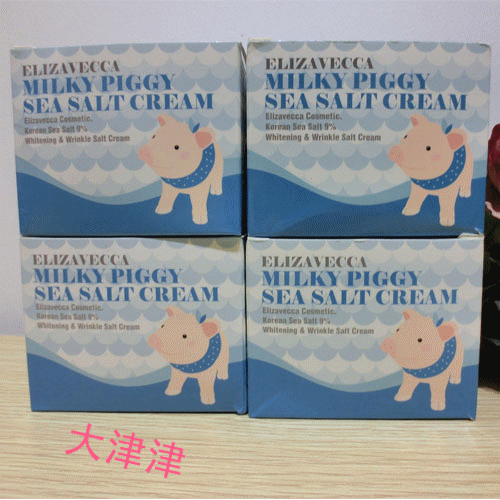 ELIZAVECCA
MILKY PIGGY
SEA SALT CREAM
Elizavecca Cosmetic.
Korean Sea Salt 9%
Whitening & Wrinkle Salt Cream
ELIZAVECCA
MILKY PIGGY
SEA SALT CREAM
Elizavecca Cosmetic.
Korean Sea Salt 9%
Whitening & Wrinkle Salt Cream
ELIZAVECCA
MILKY PIGGY
SEA SALT CREAM
Elizavecca Cosmetic.
Korean Sea Salt 9%
Whitening & Wrinkle Salt Cream
ELIZAVECCA
MILKY PIGGY
SEA SALT CREAM
Elizavecca Cosmetic.
Korean Sea Salt 9%
Whitening & Wrinkle Salt Cream
大津津